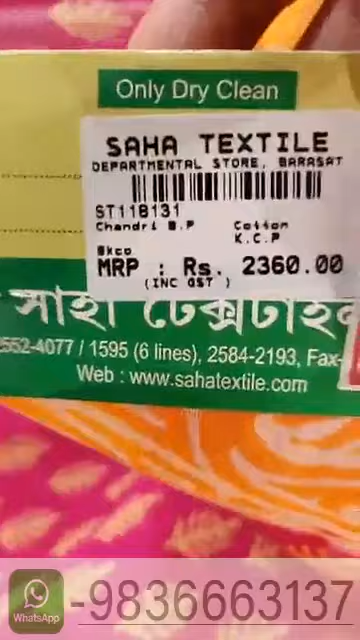 Only Dry Clean
SAHA TEXTILE
DEPARTMENTAL STORE, BARASAT
ST118131
Chandri B.P Cotton
K.C.P
MRP : Rs. 2360.00
(INC GST )
সাহা টেক্সটাইল
2552-4077 / 1595 (6 lines), 2584-2193, Fax-
Web : www.sahatextile.com
WhatsApp -9836663137